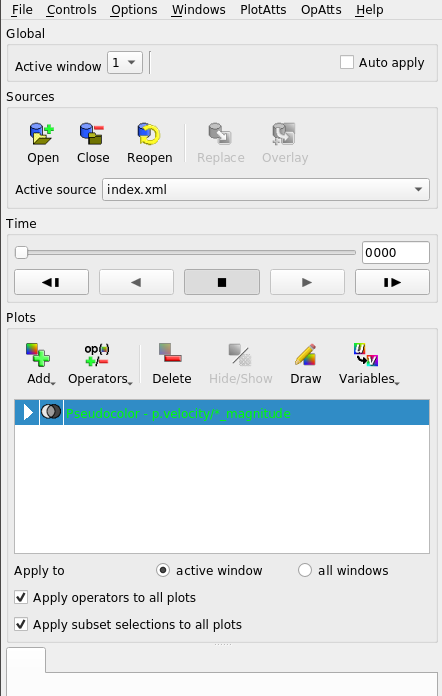 File Controls Options Windows PlotAtts OpAtts Help
Global
Active window 1 Auto apply
Sources
Open Close Reopen Replace Overlay
Active source index.xml
Time
0000
Plots
op(·)
Add Operators Delete Hide/Show Draw Variables
Pseudocolor - p.velocity/*_magnitude
Apply to active window all windows
Apply operators to all plots
Apply subset selections to all plots